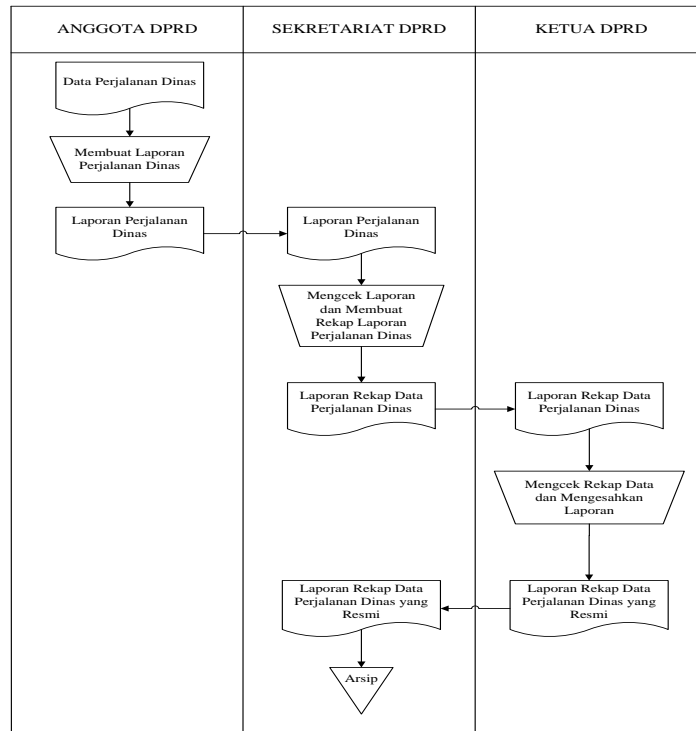 ANGGOTA DPRD
SEKRETARIAT DPRD
KETUA DPRD
Data Perjalanan Dinas
Membuat Laporan
Perjalanan Dinas
Laporan Perjalanan
Dinas
Laporan Perjalanan
Dinas
Mengcek Laporan
dan Membuat
Rekap Laporan
Perjalanan Dinas
Laporan Rekap Data
Perjalanan Dinas
Laporan Rekap Data
Perjalanan Dinas
Mengcek Rekap Data
dan Mengesahkan
Laporan
Laporan Rekap Data
Perjalanan Dinas yang
Resmi
Laporan Rekap Data
Perjalanan Dinas yang
Resmi
Arsip